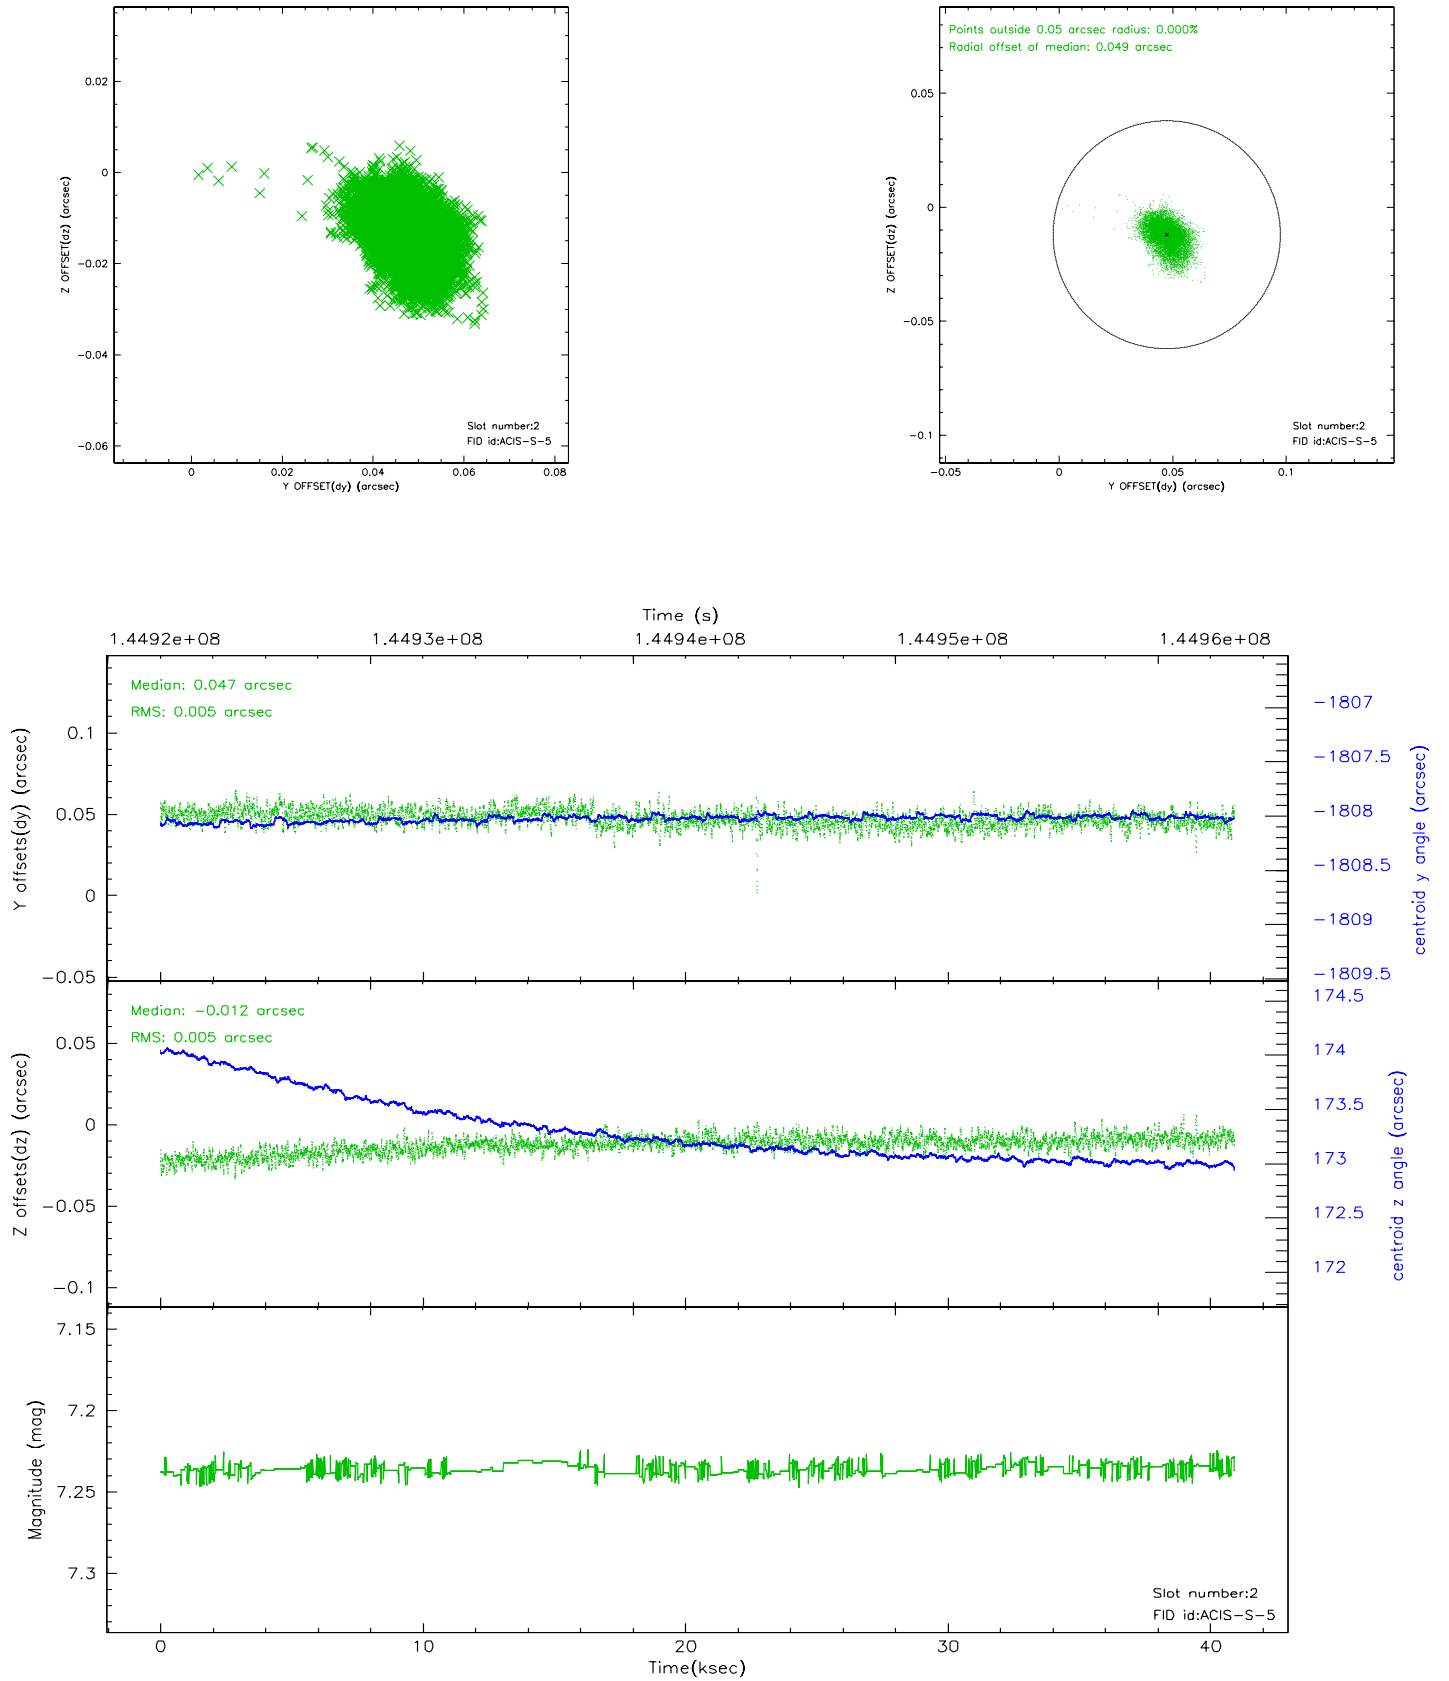 0.02
0
-0.02
-0.04
-0.06
Z OFFSET(dz) (arcsec)
Slot number:2
FID id:ACIS-S-5
0 0.02 0.04 0.06 0.08
Y OFFSET(dy) (arcsec)
Points outside 0.05 arcsec radius: 0.000%
Radial offset of median: 0.049 arcsec
0.05
0
-0.05
-0.1
Z OFFSET(dz) (arcsec)
Slot number:2
FID id:ACIS-S-5
-0.05 0 0.05 0.1
Y OFFSET(dy) (arcsec)
Time (s)
1.4492e+08 1.4493e+08 1.4494e+08 1.4495e+08 1.4496e+08
Median: 0.047 arcsec
RMS: 0.005 arcsec
0.1
0.05
0
-0.05
Y offsets(dy) (arcsec)
-1807
-1807.5
-1808
-1808.5
-1809
-1809.5
centroid y angle (arcsec)
Median: -0.012 arcsec
RMS: 0.005 arcsec
0.05
0
-0.05
-0.1
Z offsets(dz) (arcsec)
174.5
174
173.5
173
172.5
172
centroid z angle (arcsec)
7.15
7.2
7.25
7.3
Magnitude (mag)
Slot number:2
FID id:ACIS-S-5
0 10 20 30 40
Time(ksec)